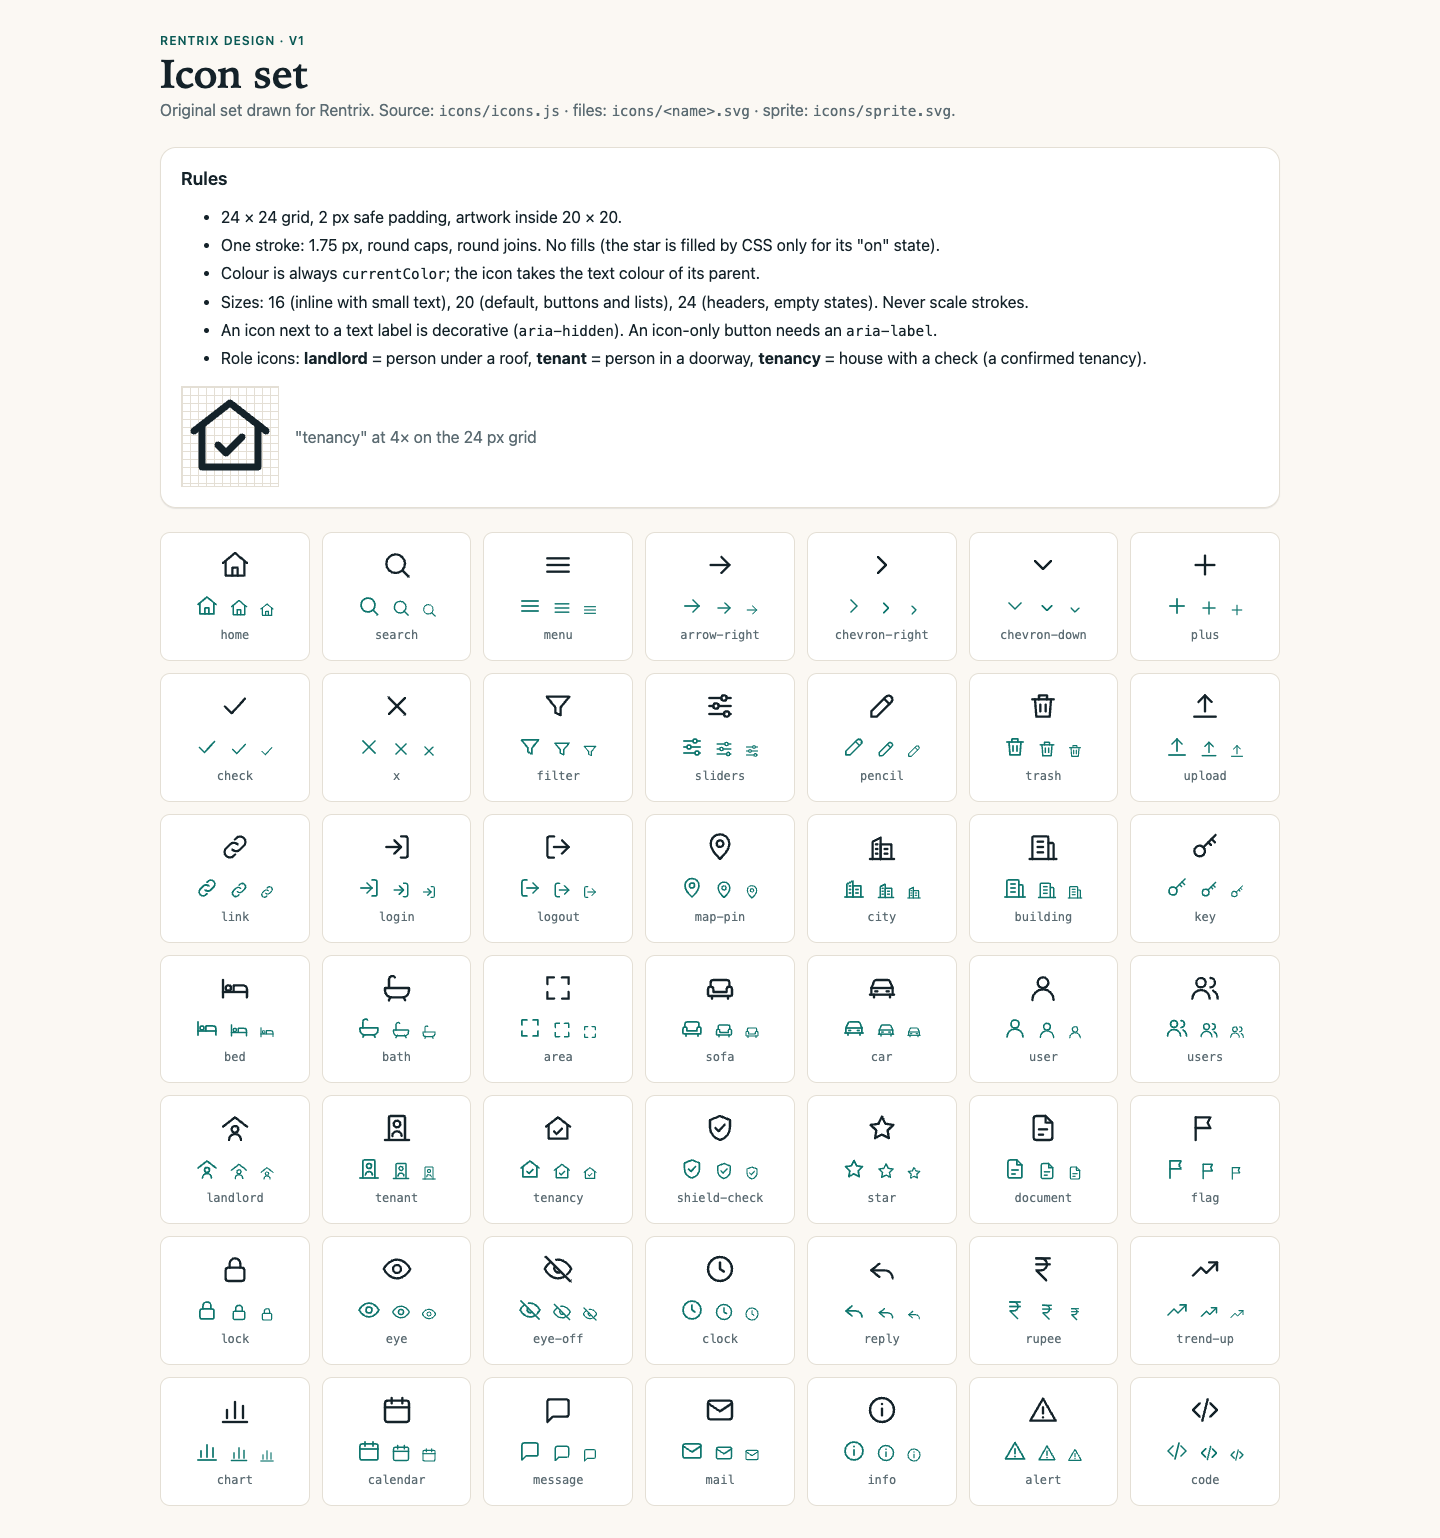 RENTRIX DESIGN · V1
Icon set
Original set drawn for Rentrix. Source: icons/icons.js · files: icons/<name>.svg · sprite: icons/sprite.svg.
Rules
• 24 × 24 grid, 2 px safe padding, artwork inside 20 × 20.
• One stroke: 1.75 px, round caps, round joins. No fills (the star is filled by CSS only for its "on" state).
• Colour is always currentColor; the icon takes the text colour of its parent.
• Sizes: 16 (inline with small text), 20 (default, buttons and lists), 24 (headers, empty states). Never scale strokes.
• An icon next to a text label is decorative (aria-hidden). An icon-only button needs an aria-label.
• Role icons: landlord = person under a roof, tenant = person in a doorway, tenancy = house with a check (a confirmed tenancy).
"tenancy" at 4× on the 24 px grid
home search menu arrow-right chevron-right chevron-down plus
check x filter sliders pencil trash upload
link login logout map-pin city building key
bed bath area sofa car user users
landlord tenant tenancy shield-check star document flag
lock eye eye-off clock reply rupee trend-up
chart calendar message mail info alert code